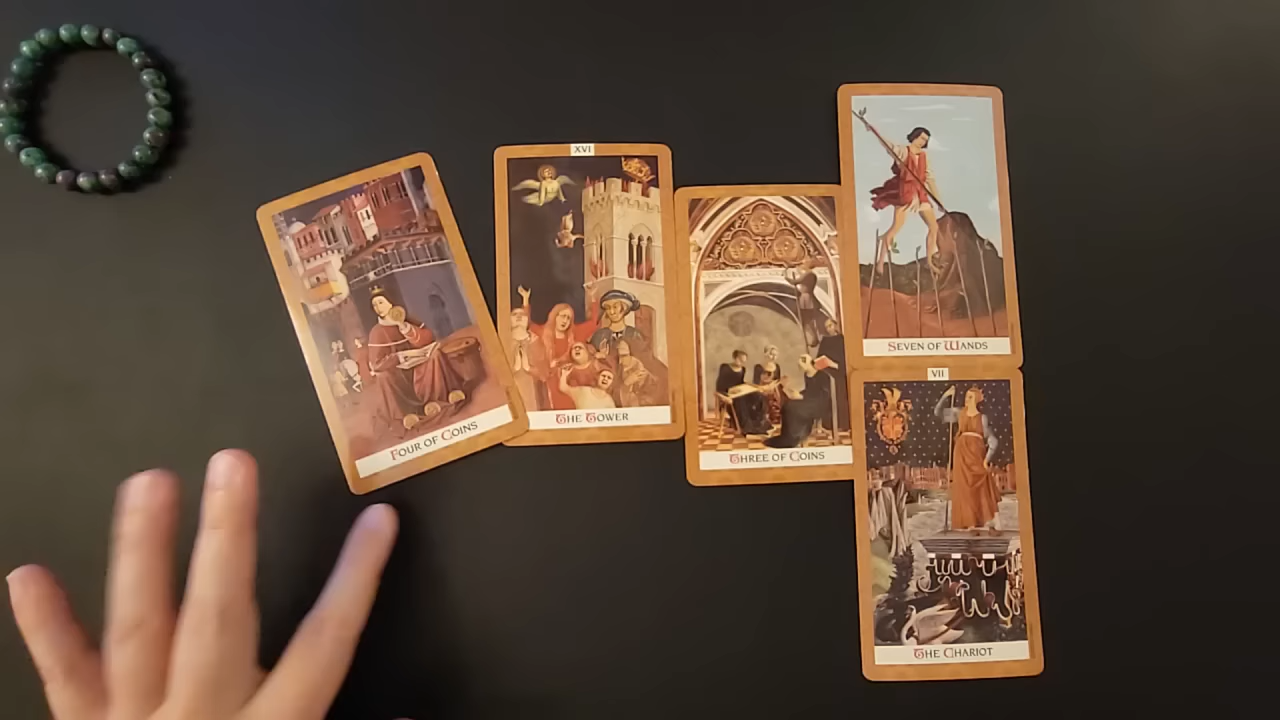 FOUR OF COINS
XVI
THE TOWER
THREE OF COINS
SEVEN OF WANDS
VII
THE CHARIOT